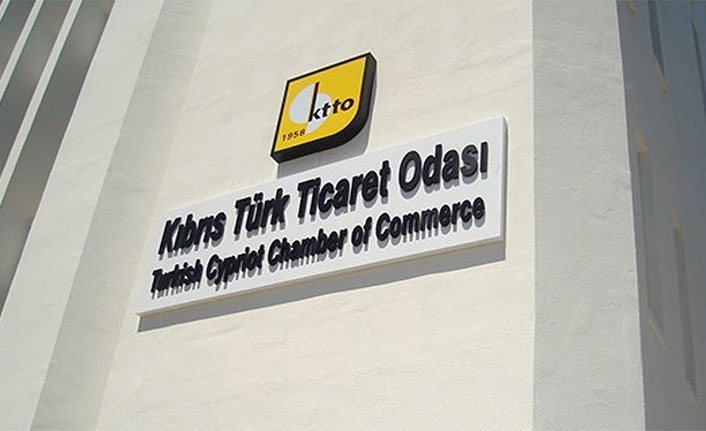 ktto
1958
Kıbrıs Türk Ticaret Odası
Turkish Cypriot Chamber of Commerce